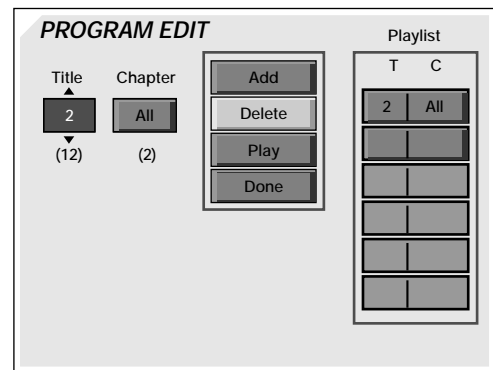 PROGRAM EDIT
Playlist
Title Chapter
T C
2 All
(12) (2)
Add
Delete
Play
Done
2 All